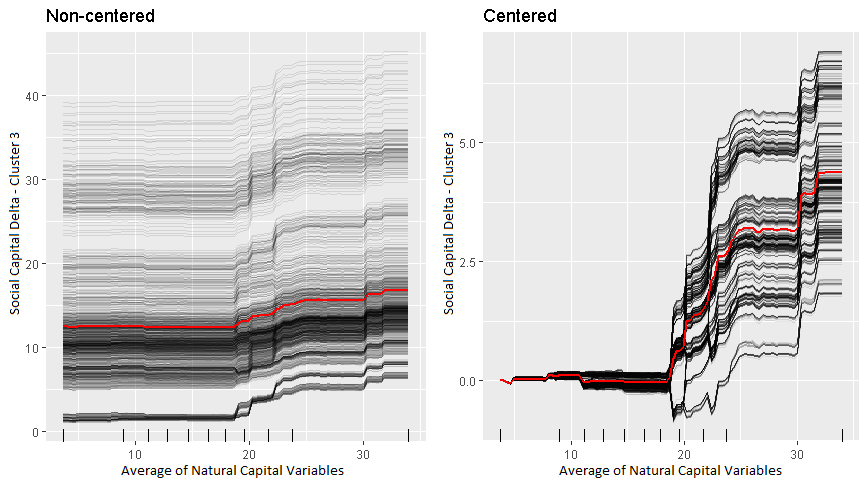 Non-centered
Social Capital Delta - Cluster 3
40
30
20
10
0
10
20
30
Average of Natural Capital Variables
Centered
Social Capital Delta - Cluster 3
5.0
2.5
0.0
10
20
30
Average of Natural Capital Variables